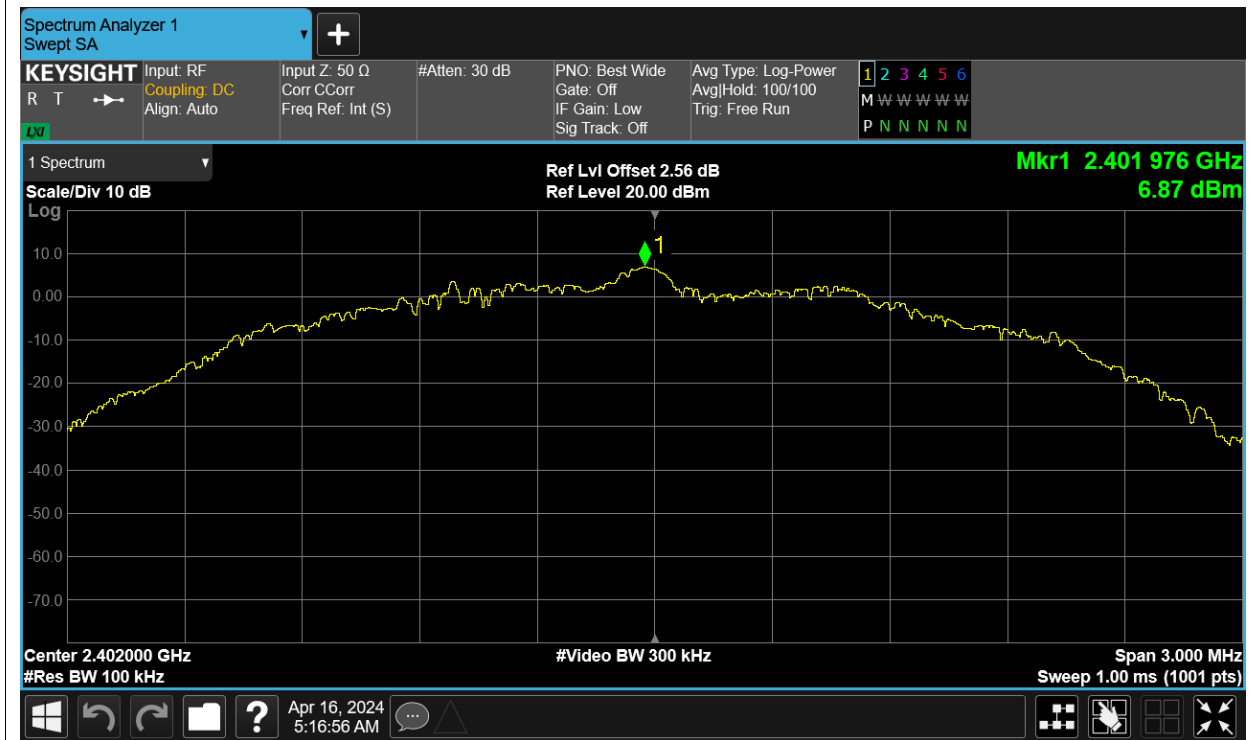 Spectrum Analyzer 1
Swept SA
KEYSIGHT
R T
LXI
Input: RF
Coupling: DC
Align: Auto
Input Z: 50 Ω
Corr CCorr
Freq Ref: Int (S)
#Atten: 30 dB
PNO: Best Wide
Gate: Off
IF Gain: Low
Sig Track: Off
Avg Type: Log-Power
Avg|Hold: 100/100
Trig: Free Run
1 2 3 4 5 6
M W W W W W
P N N N N N
1 Spectrum
Scale/Div 10 dB
Log
Ref Lvl Offset 2.56 dB
Ref Level 20.00 dBm
Mkr1 2.401 976 GHz
6.87 dBm
1
10.0
0.00
-10.0
-20.0
-30.0
-40.0
-50.0
-60.0
-70.0
Center 2.402000 GHz
#Res BW 100 kHz
#Video BW 300 kHz
Span 3.000 MHz
Sweep 1.00 ms (1001 pts)
?
Apr 16, 2024
5:16:56 AM